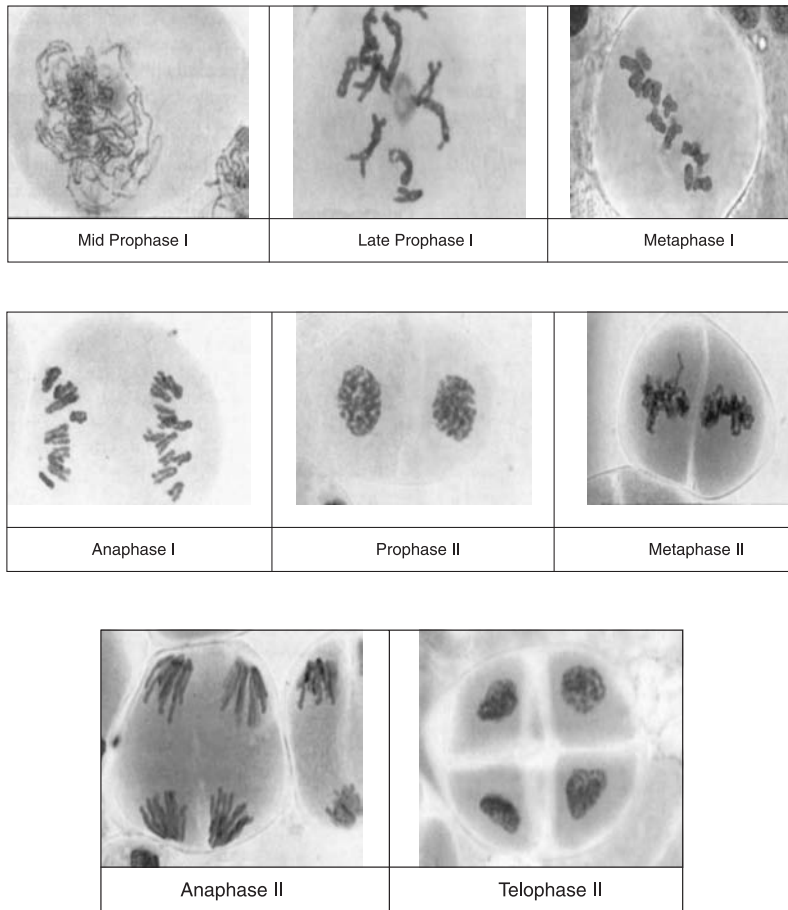 Mid Prophase I
Late Prophase I
Metaphase I
Anaphase I
Prophase II
Metaphase II
Anaphase II
Telophase II